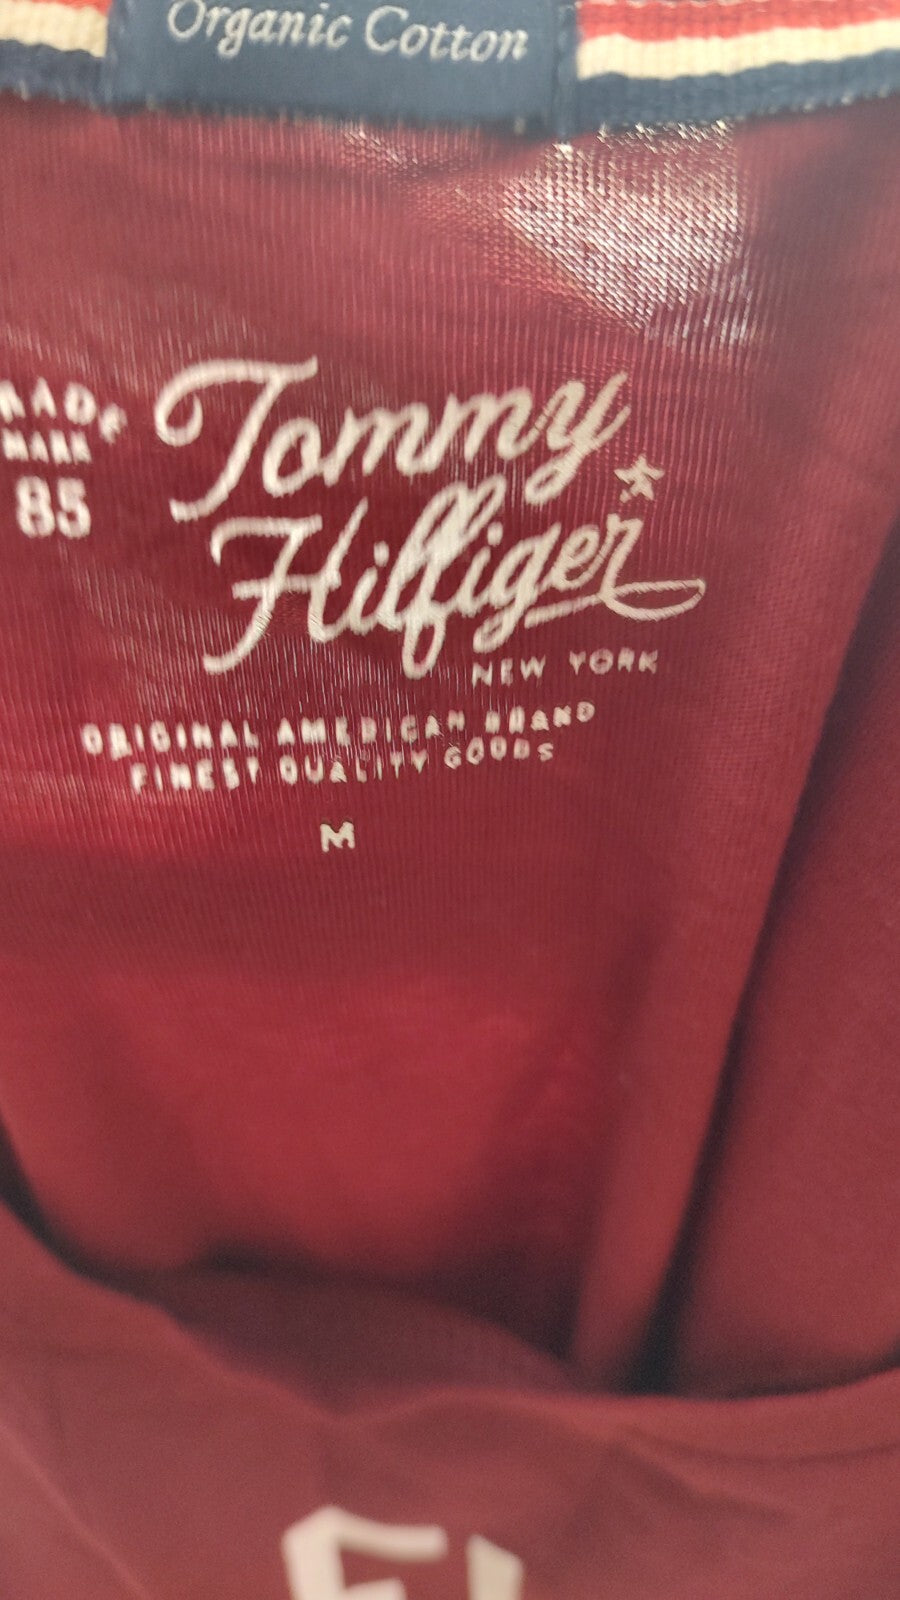 Organic Cotton
TRADE
MARK
85
Tommy
Hilfiger
NEW YORK
ORIGINAL AMERICAN BRAND
FINEST QUALITY GOODS
M